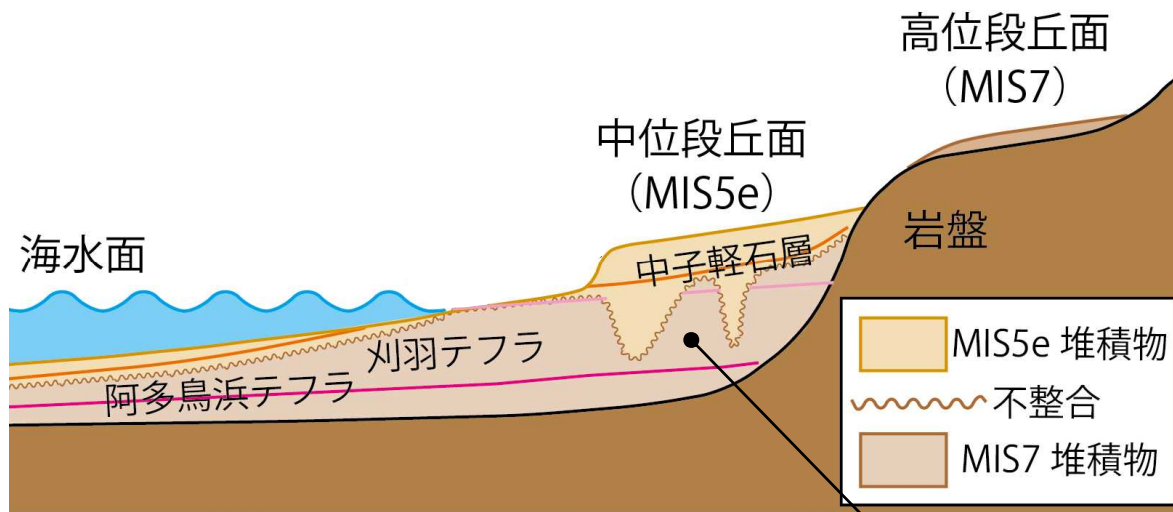 高位段丘面
（MIS7）
中位段丘面
（MIS5e）
海水面
岩盤
中子軽石層
刈羽テフラ
阿多鳥浜テフラ
MIS5e 堆積物
不整合
MIS7 堆積物